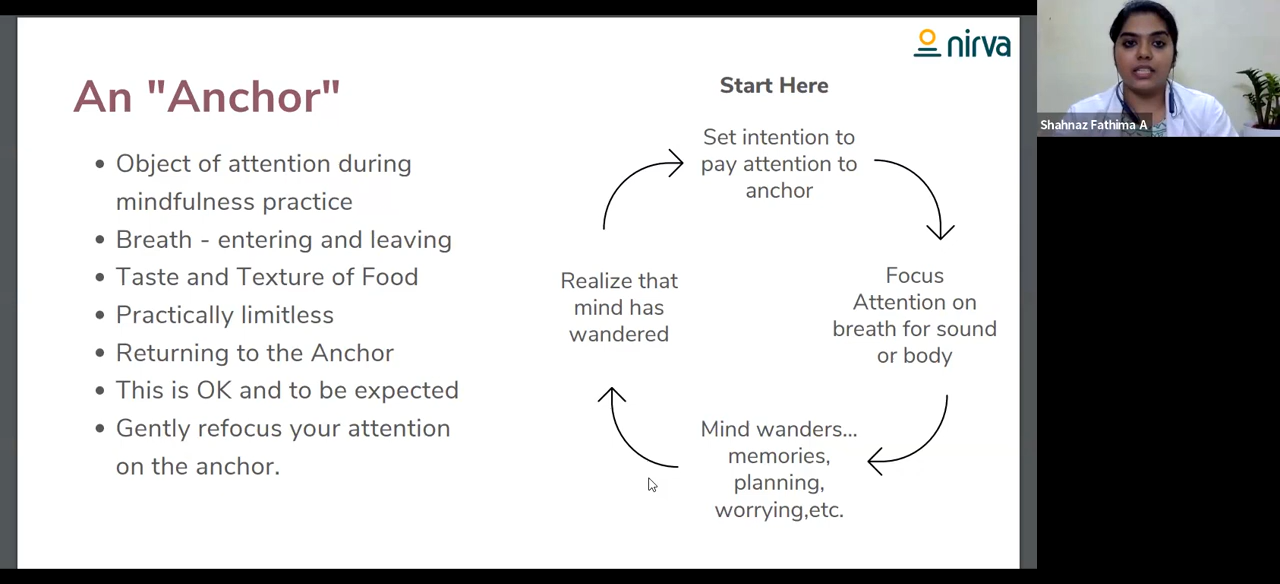 nirva
An "Anchor"
• Object of attention during
mindfulness practice
• Breath - entering and leaving
• Taste and Texture of Food
• Practically limitless
• Returning to the Anchor
• This is OK and to be expected
• Gently refocus your attention
on the anchor.
Start Here
Set intention to
pay attention to
anchor
Focus
Attention on
breath for sound
or body
Mind wanders...
memories,
planning,
worrying,etc.
Realize that
mind has
wandered
Shahnaz Fathima A